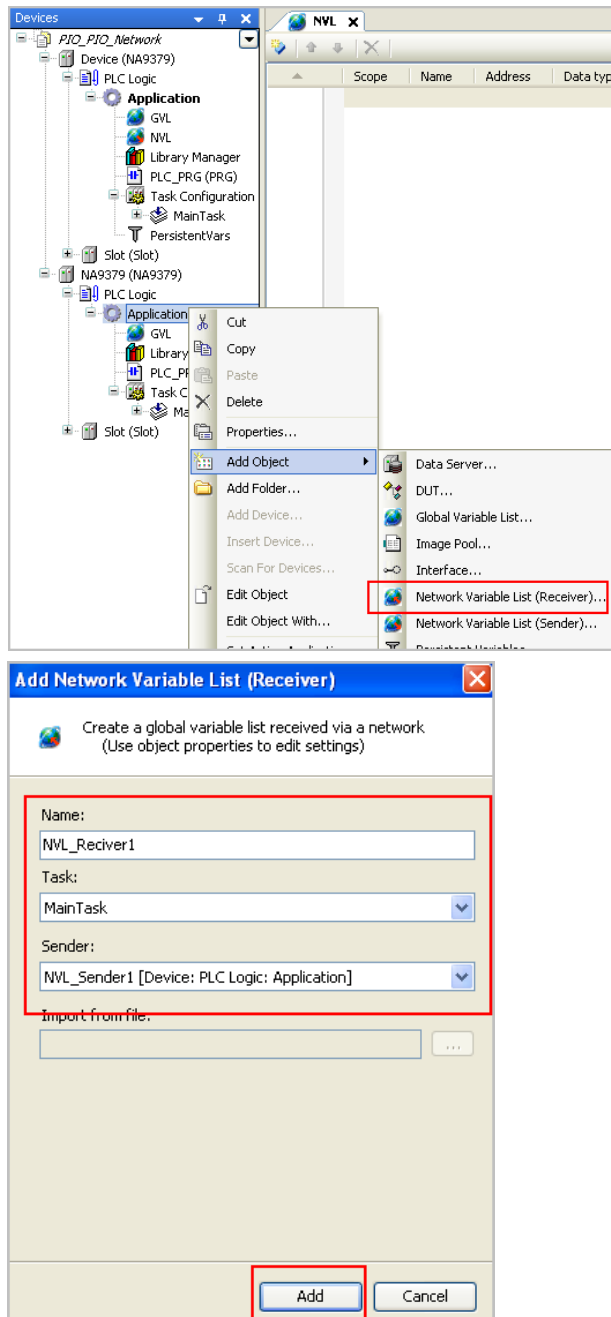 Devices
NVL
PIO_PIO_Network
Device (NA9379)
Scope Name Address Data typ
PLC Logic
Application
GVL
NVL
Library Manager
PLC_PRG (PRG)
Task Configuration
MainTask
PersistentVars
Slot (Slot)
NA9379 (NA9379)
PLC Logic
Application
GVL
Library
PLC_PR
Task C
Ma
Slot (Slot)
Cut
Copy
Paste
Delete
Properties...
Add Object
Add Folder...
Add Device...
Insert Device...
Scan For Devices...
Edit Object
Edit Object With...
Data Server...
DUT...
Global Variable List...
Image Pool...
Interface...
Network Variable List (Receiver)...
Network Variable List (Sender)...
Add Network Variable List (Receiver)
Create a global variable list received via a network
(Use object properties to edit settings)
Name:
NVL_Reciver1
Task:
MainTask
Sender:
NVL_Sender1 [Device: PLC Logic: Application]
Import from file:
...
Add Cancel